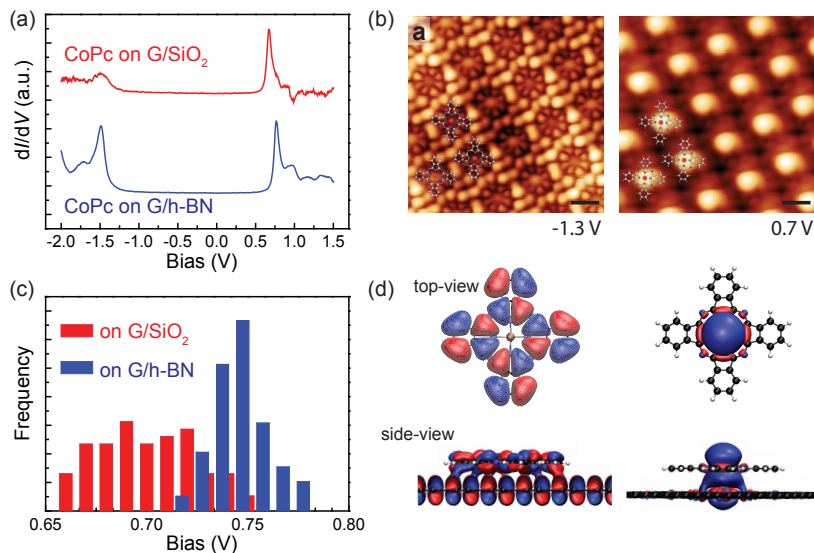 (a)
CoPc on G/SiO₂
CoPc on G/h-BN
dI/dV (a.u.)
-2.0 -1.5 -1.0 -0.5 0.0 0.5 1.0 1.5
Bias (V)
(b)
a
-1.3 V
0.7 V
(c)
on G/SiO₂
on G/h-BN
Frequency
0.65 0.70 0.75 0.80
Bias (V)
(d)
top-view
side-view